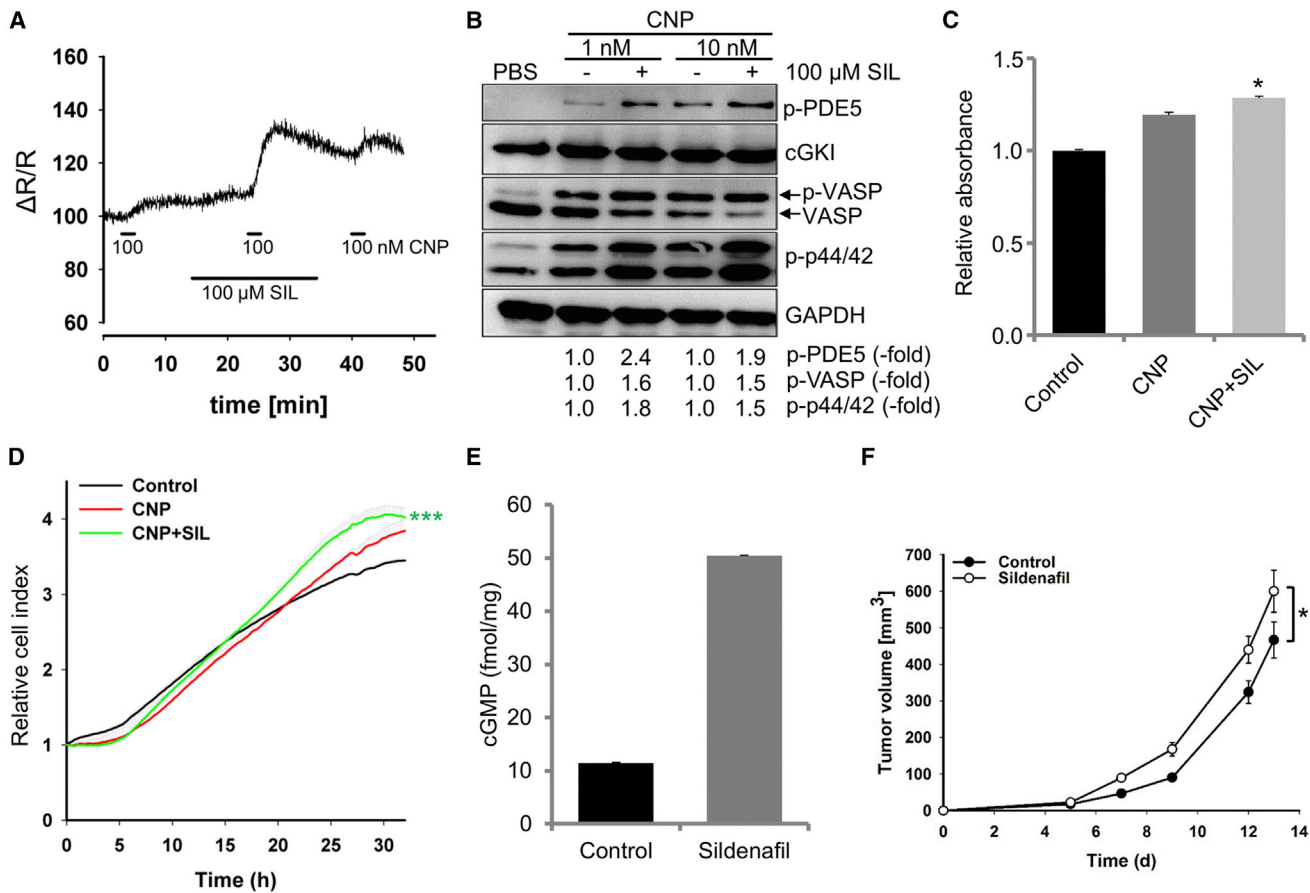 A
160
140
120
100
80
60
ΔR/R
100 100 100 nM CNP
100 µM SIL
0 10 20 30 40 50
time [min]
B
CNP
1 nM 10 nM
PBS - + - + 100 µM SIL
p-PDE5
cGKI
p-VASP
VASP
p-p44/42
GAPDH
1.0 2.4 1.0 1.9 p-PDE5 (-fold)
1.0 1.6 1.0 1.5 p-VASP (-fold)
1.0 1.8 1.0 1.5 p-p44/42 (-fold)
C
1.5
1.0
0.5
0.0
Relative absorbance
*
Control
CNP
CNP+SIL
D
Control
CNP
CNP+SIL
***
4
3
2
1
0
Relative cell index
0 5 10 15 20 25 30
Time (h)
E
60
50
40
30
20
10
0
cGMP (fmol/mg)
Control Sildenafil
F
Control
Sildenafil
700
600
500
400
300
200
100
0
Tumor volume [mm³]
*
0 2 4 6 8 10 12 14
Time (d)